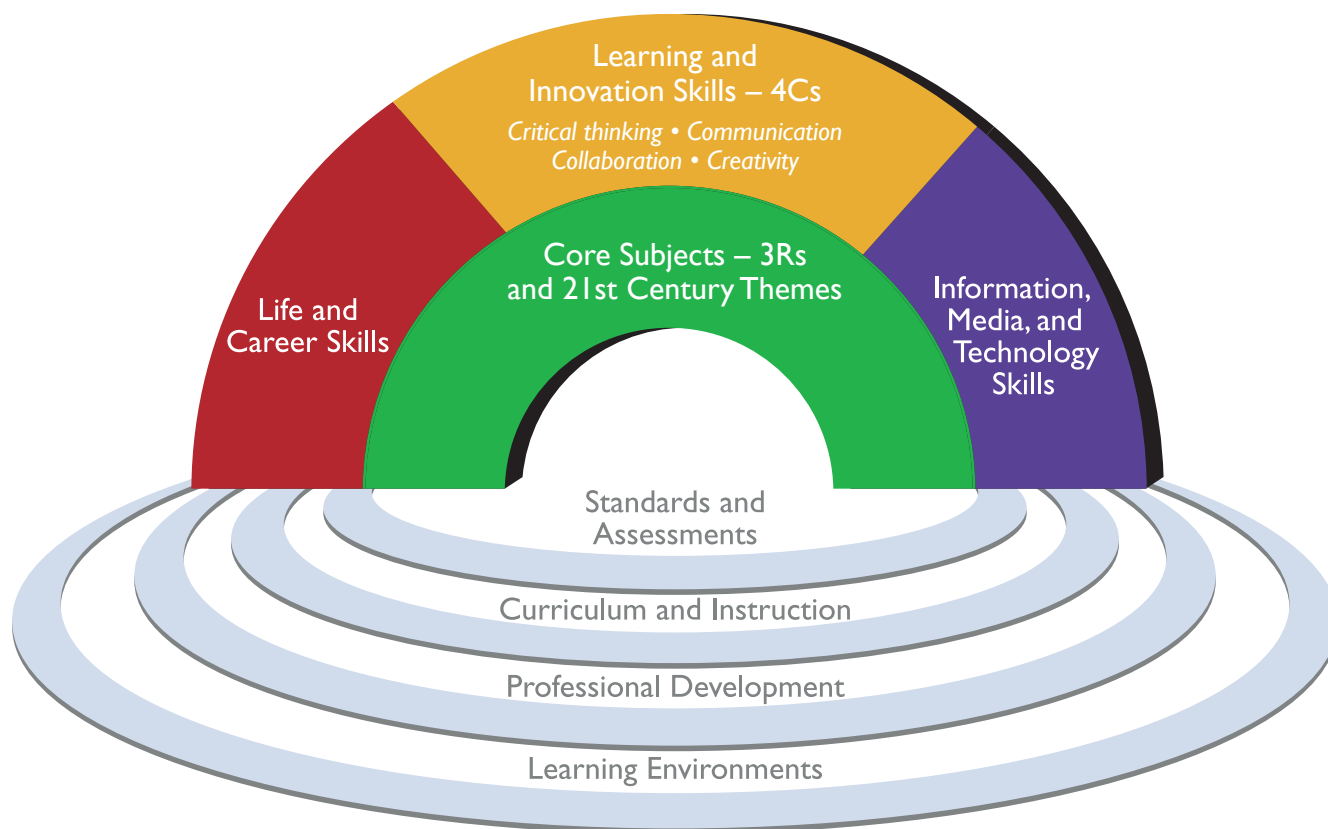 Learning and
Innovation Skills – 4Cs
Critical thinking • Communication
Collaboration • Creativity
Core Subjects – 3Rs
and 21st Century Themes
Life and
Career Skills
Information,
Media, and
Technology
Skills
Standards and
Assessments
Curriculum and Instruction
Professional Development
Learning Environments